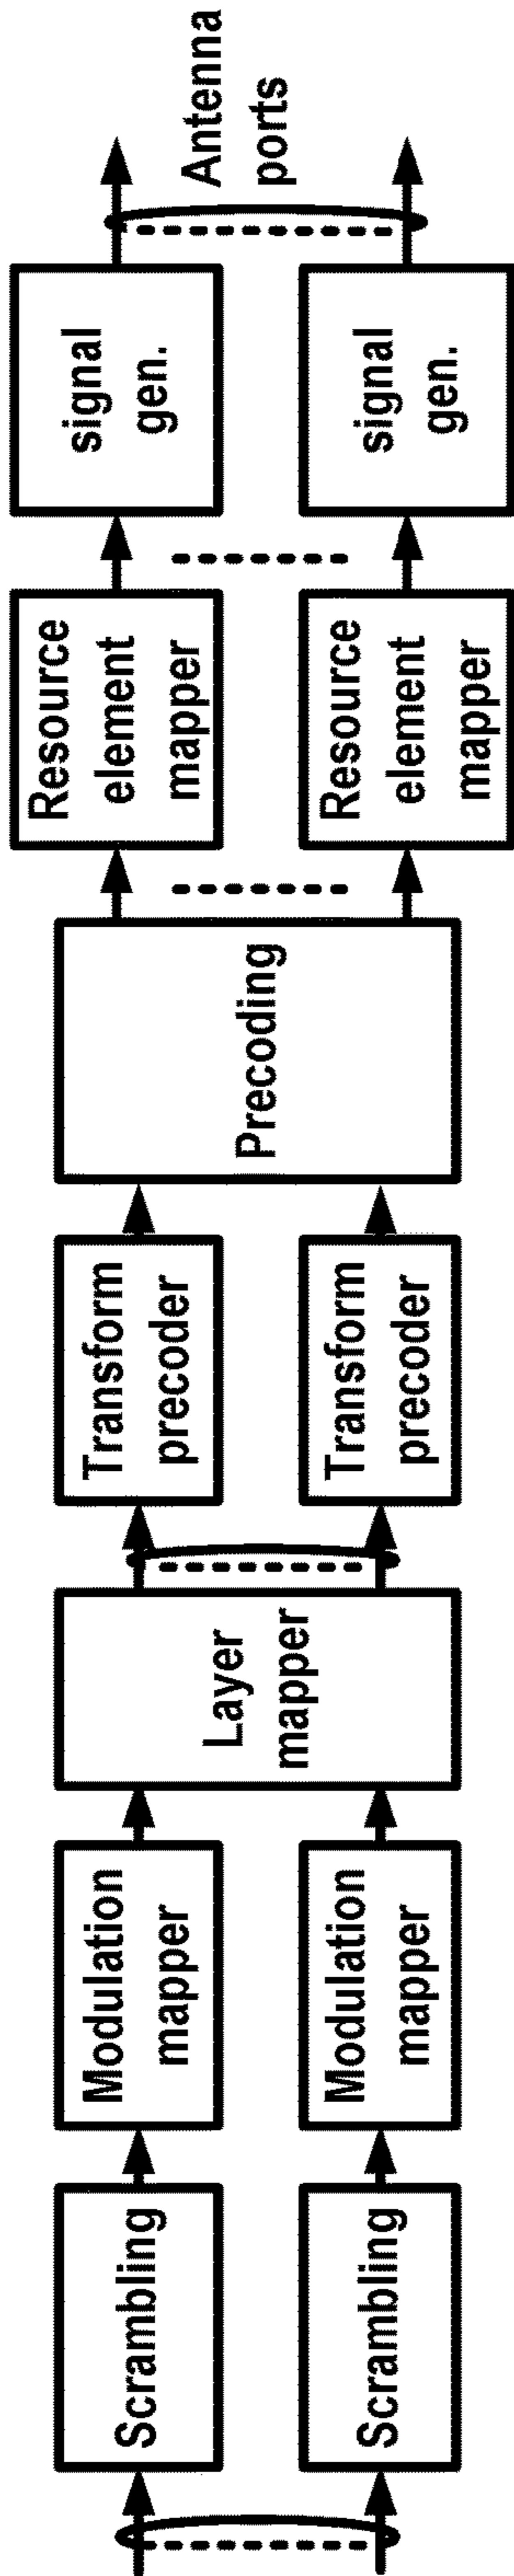 Scrambling
Scrambling
Modulation
mapper
Modulation
mapper
Layer
mapper
Transform
precoder
Transform
precoder
Precoding
Resource
element
mapper
Resource
element
mapper
signal
gen.
signal
gen.
Antenna
ports